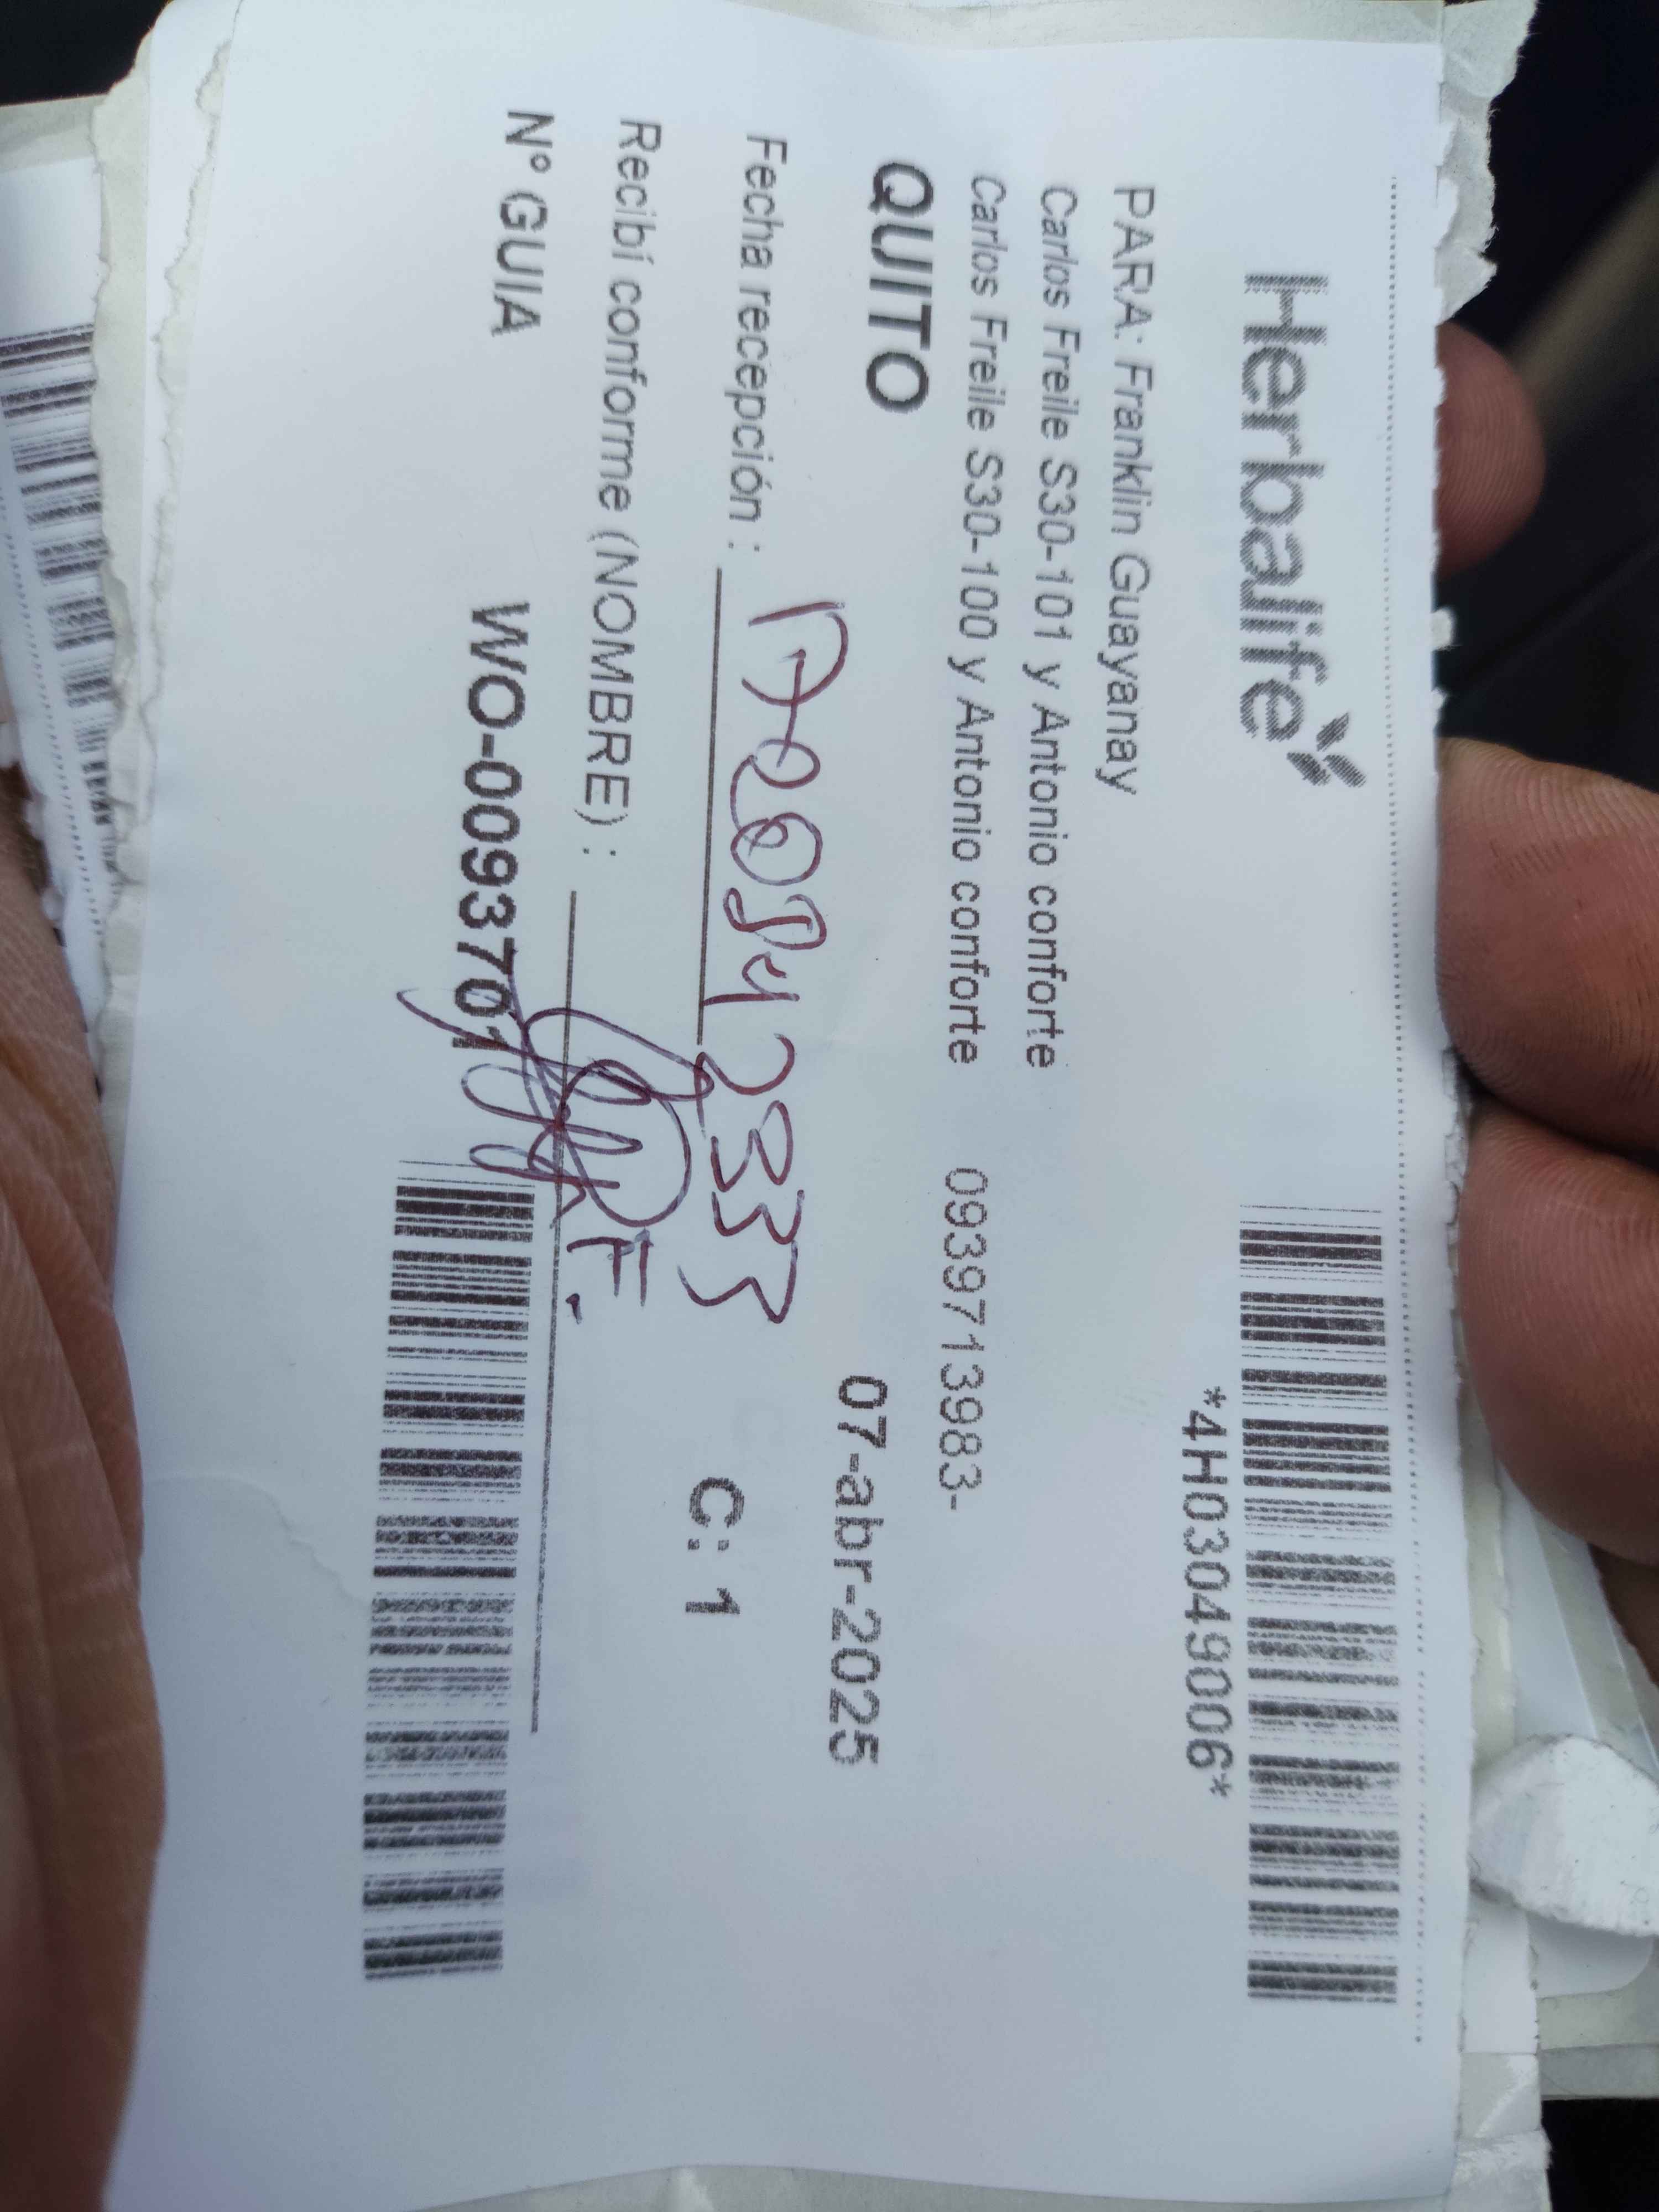 Herbalife
*4H03049006*
PARA: Franklin Guayanay
Carlos Freile S30-101 y Antonio conforte
Carlos Freile S30-100 y Antonio conforte 0939713983-
QUITO 07-abr-2025
Fecha recepción : C: 1
Recibí conforme (NOMBRE) :
Nº GUIA WO-0093701